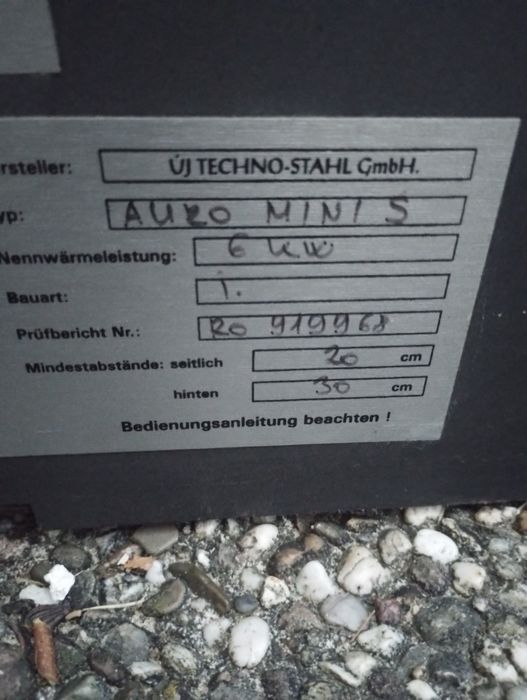 rsteller: ÚJ TECHNO-STAHL GmbH.
yp: AURO MINI S
Nennwärmeleistung: 6 kW
Bauart: 1.
Prüfbericht Nr.: RO 919968
Mindestabstände: seitlich 20 cm
hinten 30 cm
Bedienungsanleitung beachten !